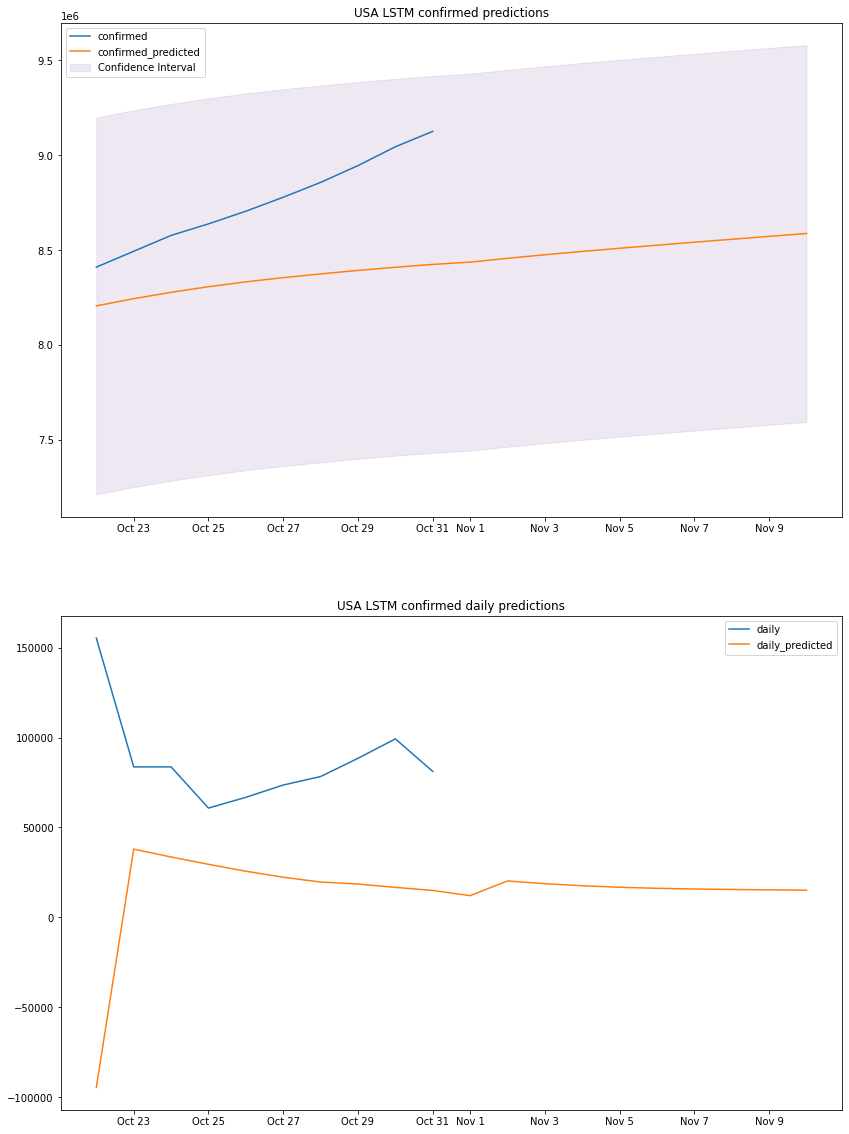 USA LSTM confirmed predictions
1e6
confirmed
confirmed_predicted
Confidence Interval
9.5
9.0
8.5
8.0
7.5
Oct 23 Oct 25 Oct 27 Oct 29 Oct 31 Nov 1 Nov 3 Nov 5 Nov 7 Nov 9
USA LSTM confirmed daily predictions
daily
daily_predicted
150000
100000
50000
0
−50000
−100000
Oct 23 Oct 25 Oct 27 Oct 29 Oct 31 Nov 1 Nov 3 Nov 5 Nov 7 Nov 9